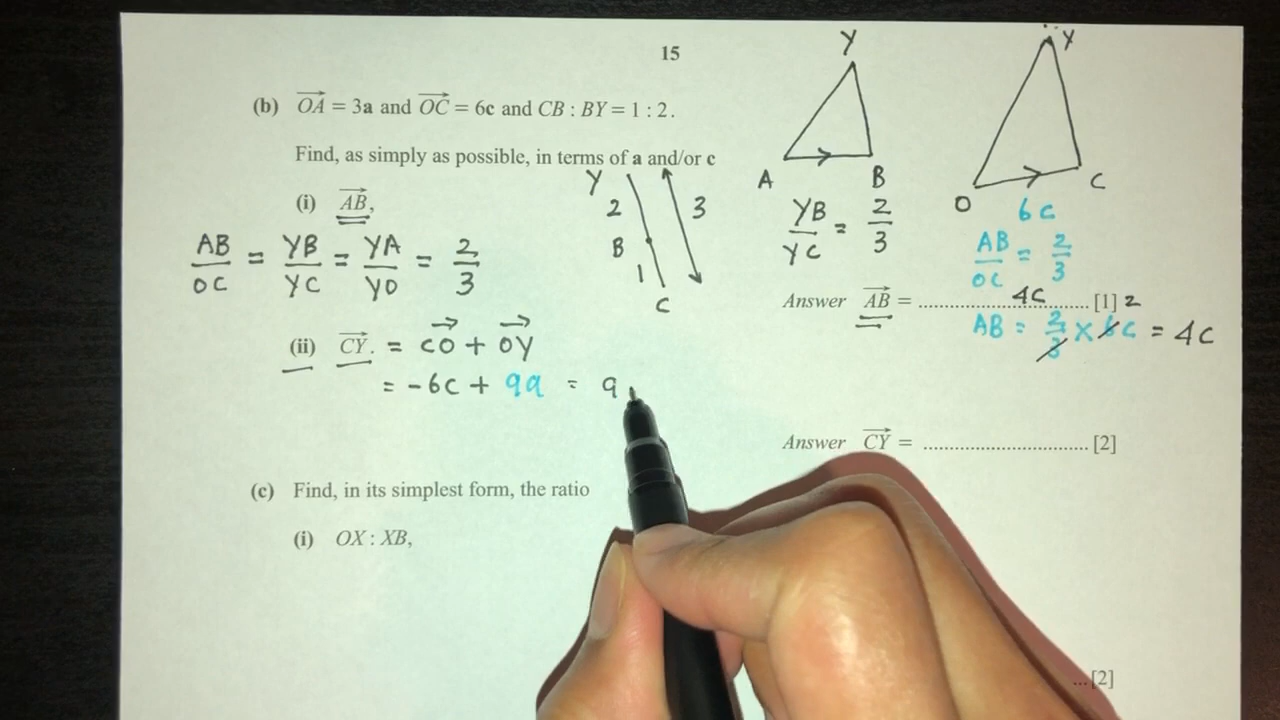 15
Y
Y
(b) OA = 3a and OC = 6c and CB : BY = 1 : 2.
Find, as simply as possible, in terms of a and/or c
A
B
O
C
6c
(i) AB,
Y
2
B
1
C
3
YB/YC = 2/3
AB/OC = 2/3
AB/OC = YB/YC = YA/YO = 2/3
Answer AB = ........4c........ [1] 2
AB = 2/3 × 6c = 4c
(ii) CY. = CO + OY
= -6c + 9a = 9
Answer CY = ................ [2]
(c) Find, in its simplest form, the ratio
(i) OX : XB,
... [2]